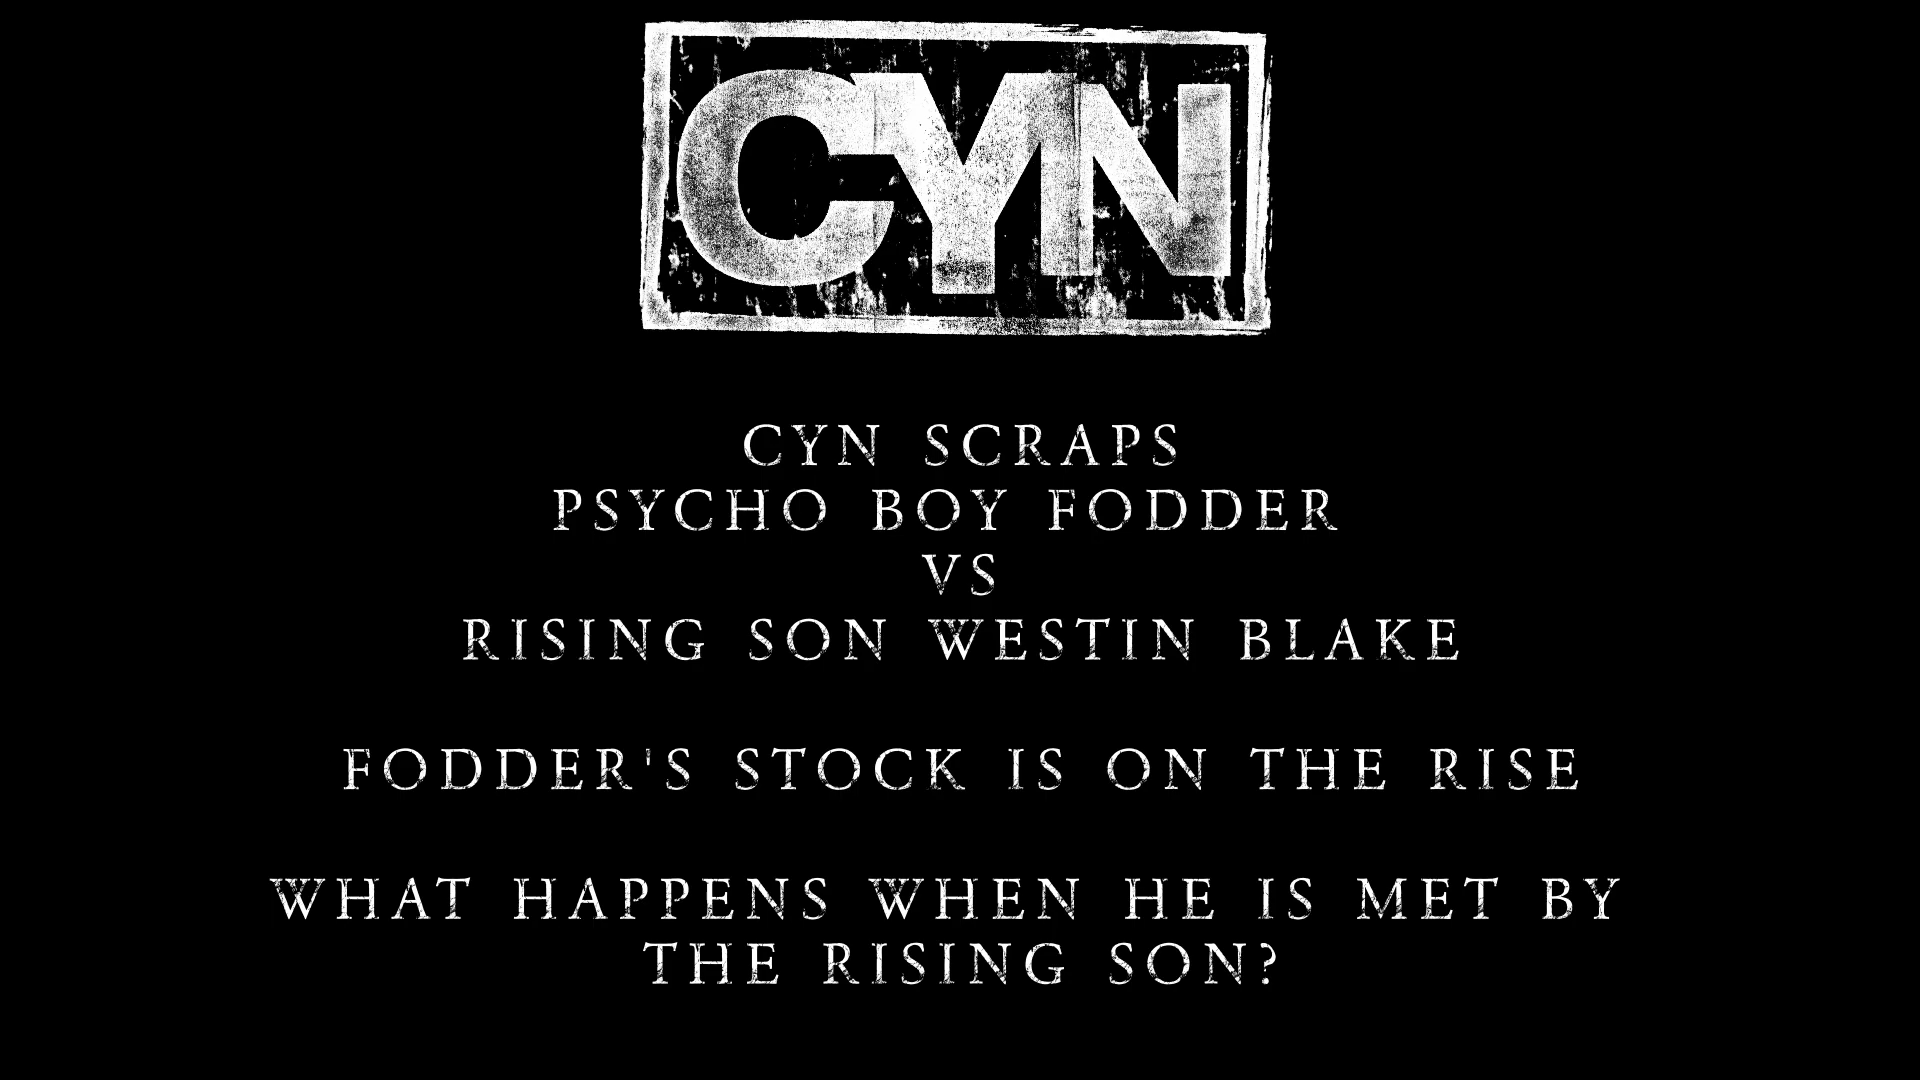 CYN
CYN SCRAPS
PSYCHO BOY FODDER
VS
RISING SON WESTIN BLAKE
FODDER'S STOCK IS ON THE RISE
WHAT HAPPENS WHEN HE IS MET BY
THE RISING SON?